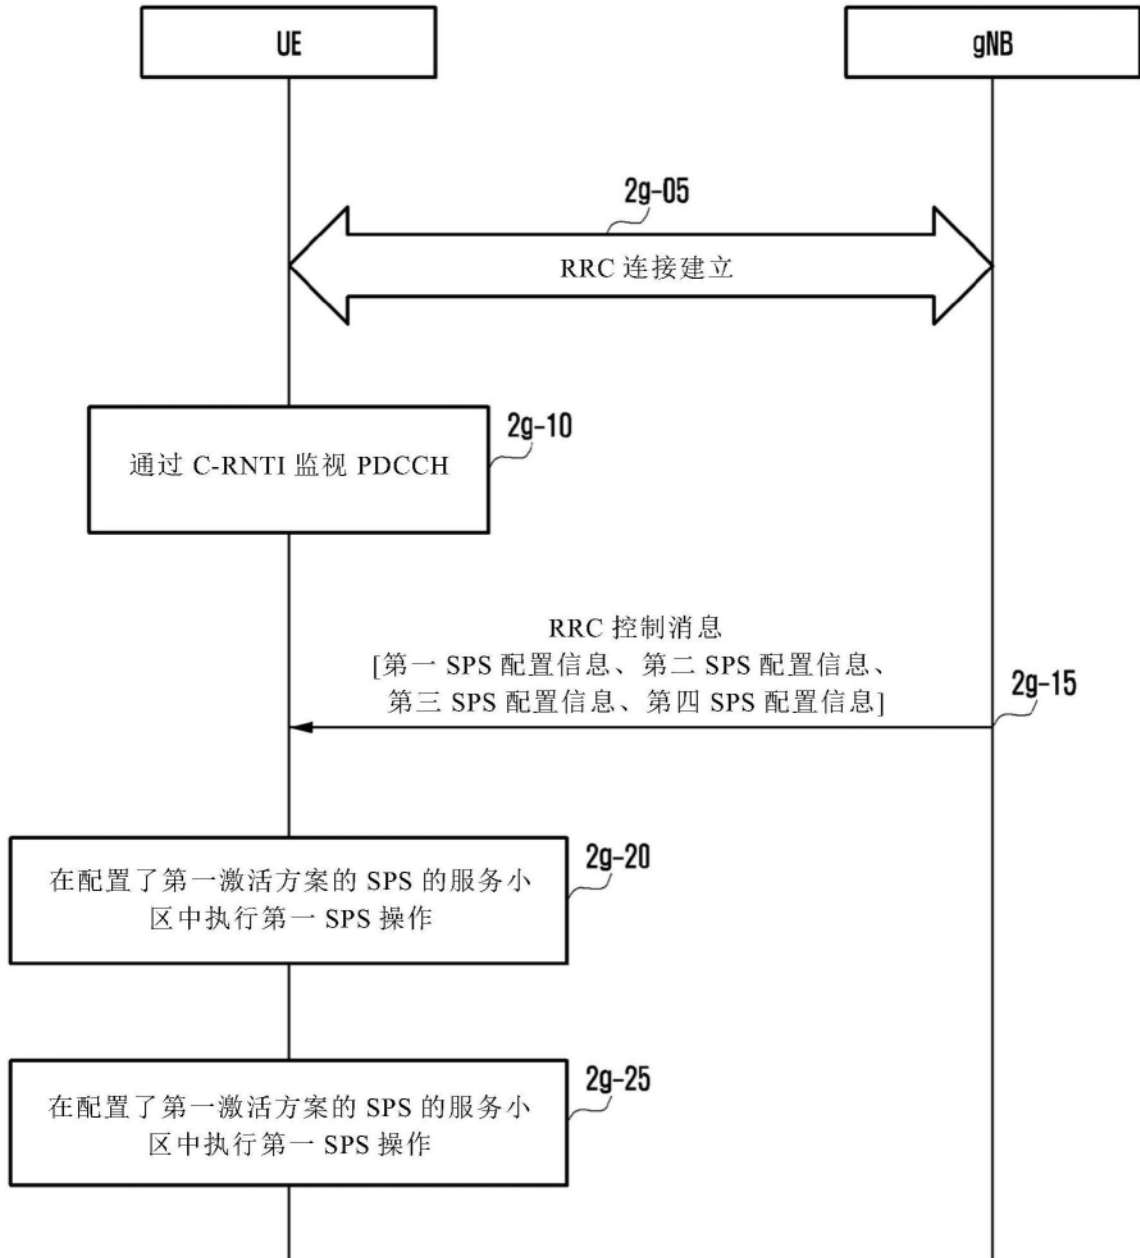 UE
gNB
2g-05
RRC 连接建立
2g-10
通过 C-RNTI 监视 PDCCH
RRC 控制消息
[第一 SPS 配置信息、第二 SPS 配置信息、
第三 SPS 配置信息、第四 SPS 配置信息]
2g-15
2g-20
在配置了第一激活方案的 SPS 的服务小
区中执行第一 SPS 操作
2g-25
在配置了第一激活方案的 SPS 的服务小
区中执行第一 SPS 操作